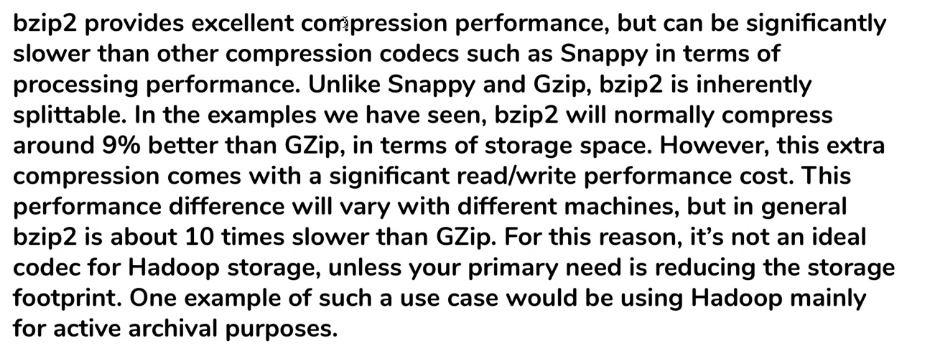 bzip2 provides excellent compression performance, but can be significantly
slower than other compression codecs such as Snappy in terms of
processing performance. Unlike Snappy and Gzip, bzip2 is inherently
splittable. In the examples we have seen, bzip2 will normally compress
around 9% better than GZip, in terms of storage space. However, this extra
compression comes with a significant read/write performance cost. This
performance difference will vary with different machines, but in general
bzip2 is about 10 times slower than GZip. For this reason, it’s not an ideal
codec for Hadoop storage, unless your primary need is reducing the storage
footprint. One example of such a use case would be using Hadoop mainly
for active archival purposes.